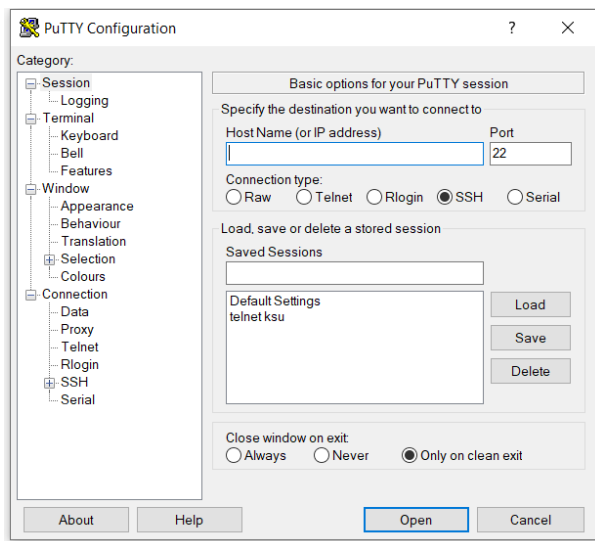 PuTTY Configuration ? ×
Category:
Session
Logging
Terminal
Keyboard
Bell
Features
Window
Appearance
Behaviour
Translation
Selection
Colours
Connection
Data
Proxy
Telnet
Rlogin
SSH
Serial
Basic options for your PuTTY session
Specify the destination you want to connect to
Host Name (or IP address) Port
22
Connection type:
Raw Telnet Rlogin SSH Serial
Load, save or delete a stored session
Saved Sessions
Default Settings
telnet ksu
Load
Save
Delete
Close window on exit:
Always Never Only on clean exit
About Help Open Cancel